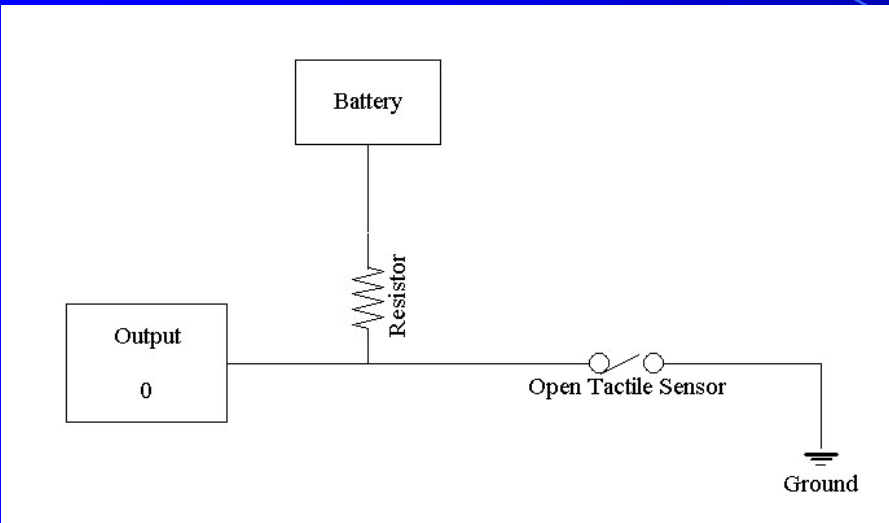 Battery
Resistor
Output
0
Open Tactile Sensor
Ground